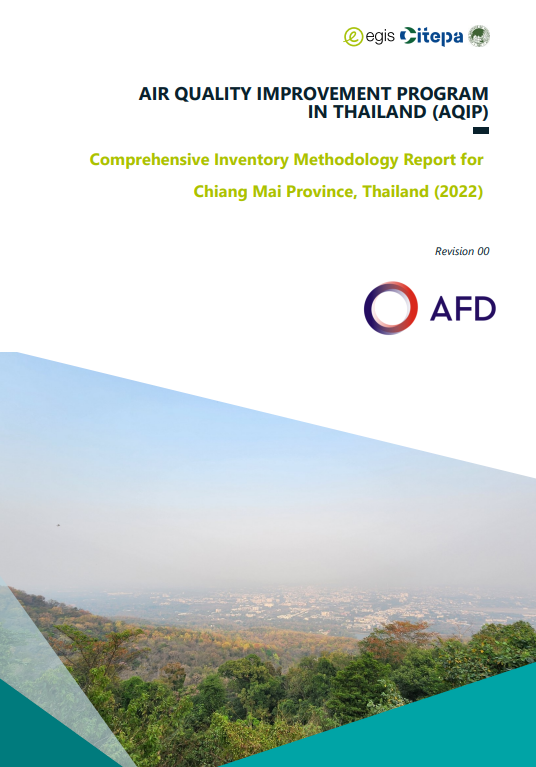 egis Citepa
AIR QUALITY IMPROVEMENT PROGRAM
IN THAILAND (AQIP)
Comprehensive Inventory Methodology Report for
Chiang Mai Province, Thailand (2022)
Revision 00
AFD